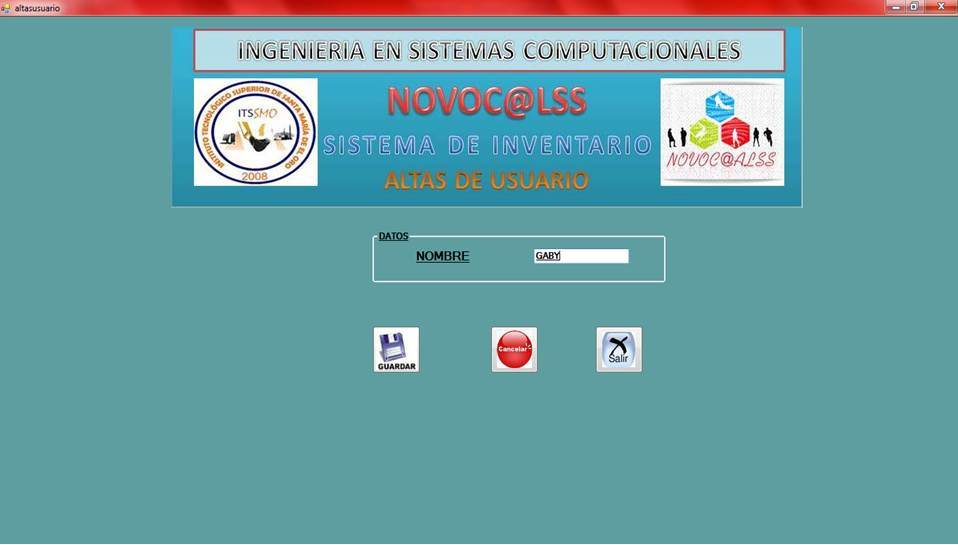 altasusuario
INGENIERIA EN SISTEMAS COMPUTACIONALES
INSTITUTO TECNOLÓGICO SUPERIOR DE SANTA MARÍA DE EL ORO
ITSSMO
2008
NOVOC@LSS
SISTEMA DE INVENTARIO
ALTAS DE USUARIO
NOVOC@ALSS
DATOS
NOMBRE GABY
GUARDAR
Cancelar
Salir